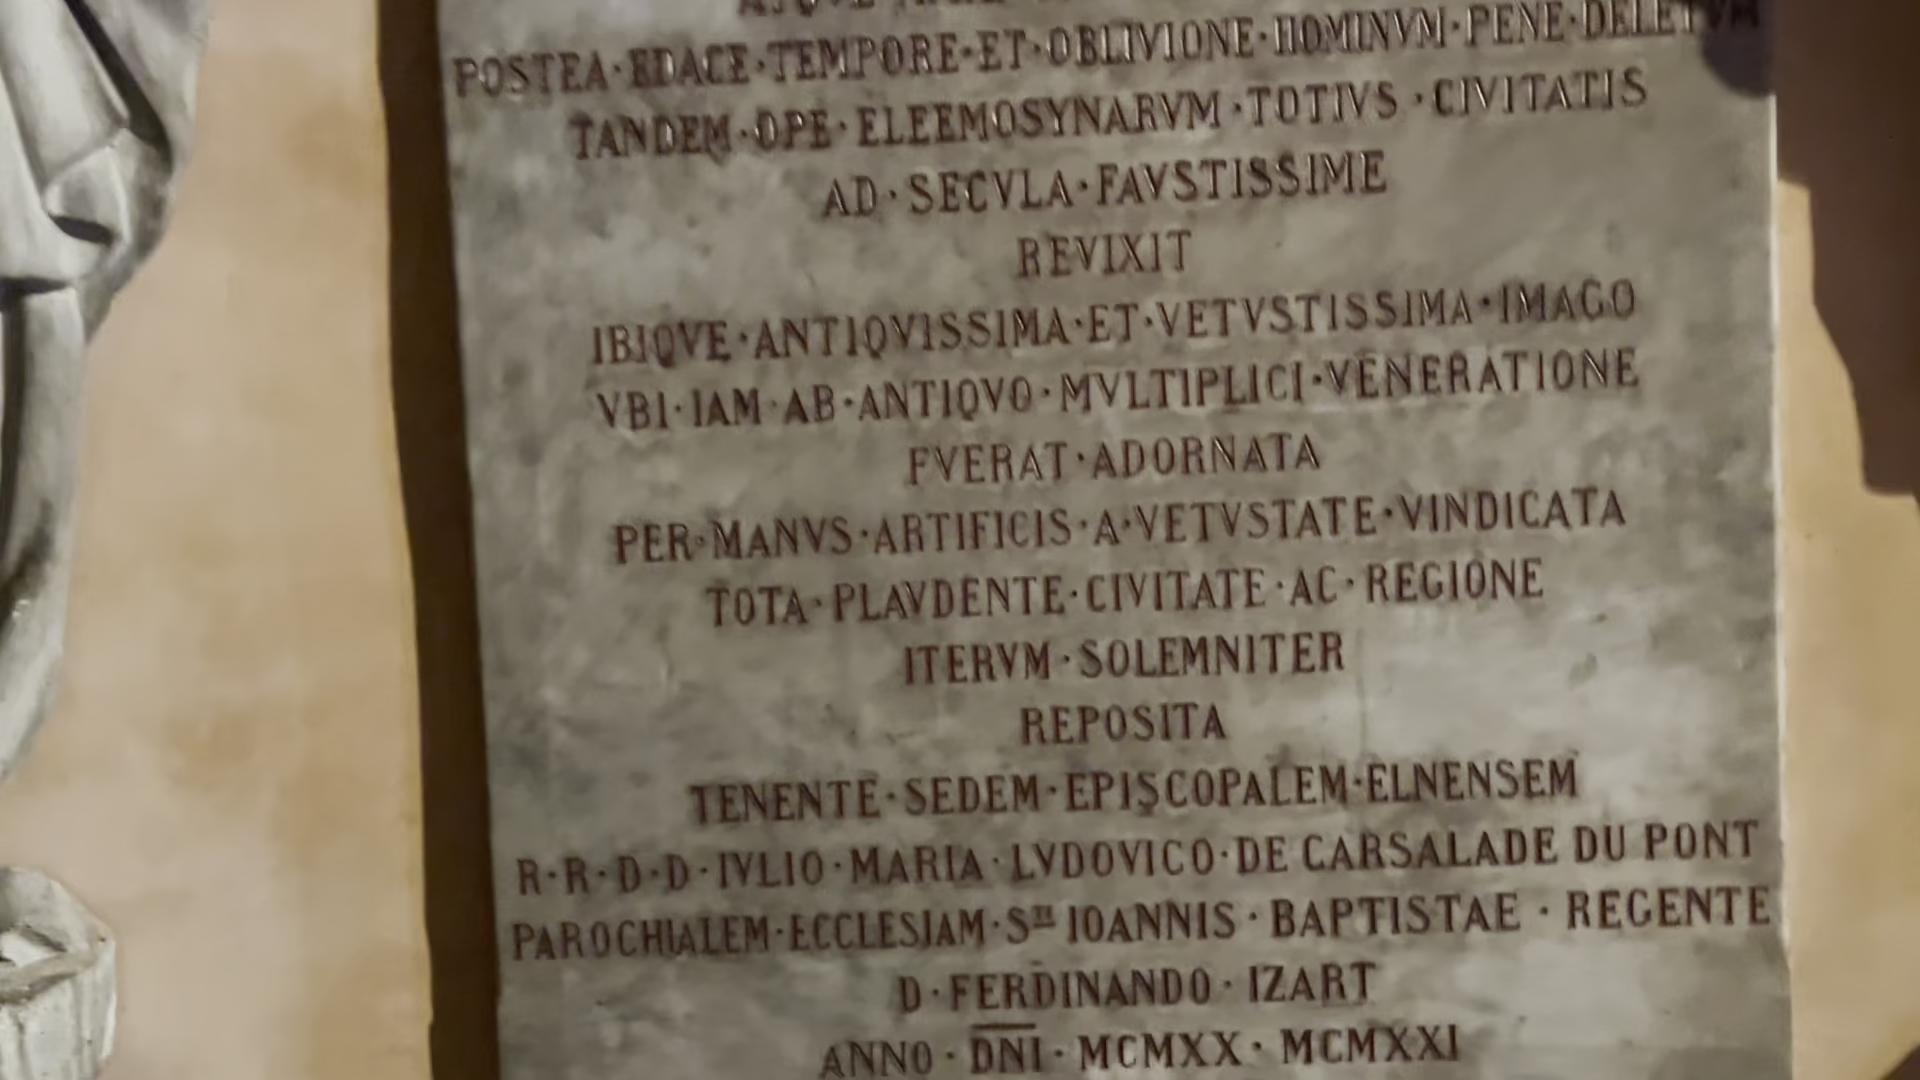 POSTEA·EDACE·TEMPORE·ET·OBLIVIONE·HOMINVM·PENE·DELETVM
TANDEM·OPE·ELEEMOSYNARVM·TOTIVS·CIVITATIS
AD·SECVLA·FAVSTISSIME
REVIXIT
IBIQVE·ANTIQVISSIMA·ET·VETVSTISSIMA·IMAGO
VBI·IAM·AB·ANTIQVO·MVLTIPLICI·VENERATIONE
FVERAT·ADORNATA
PER·MANVS·ARTIFICIS·A·VETVSTATE·VINDICATA
TOTA·PLAVDENTE·CIVITATE·AC·REGIONE
ITERVM·SOLEMNITER
REPOSITA
TENENTE·SEDEM·EPISCOPALEM·ELNENSEM
R·R·D·D·IVLIO·MARIA·LVDOVICO·DE CARSALADE DU PONT
PAROCHIALEM·ECCLESIAM·STI IOANNIS·BAPTISTAE·REGENTE
D·FERDINANDO·IZART
ANNO·DNI·MCMXX·MCMXXI